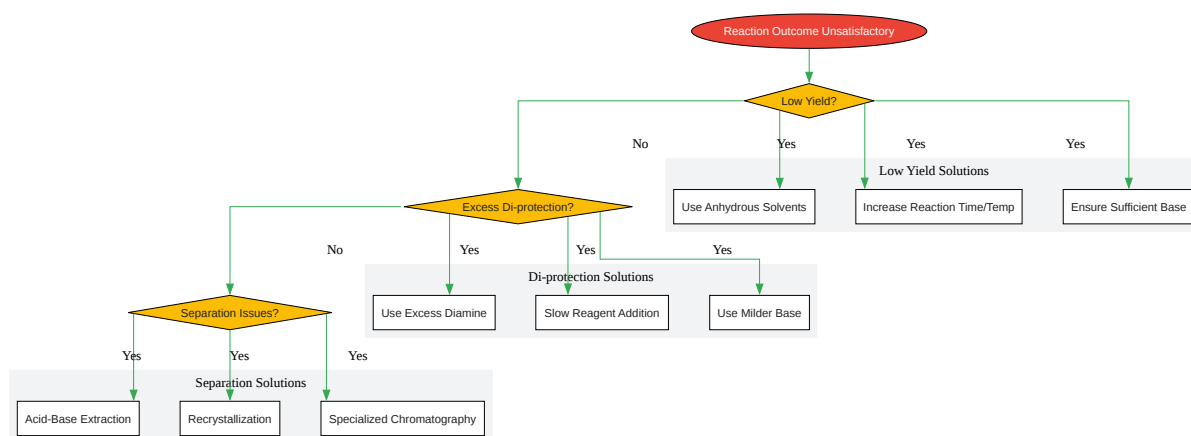 Reaction Outcome Unsatisfactory
Low Yield?
No
Yes
Yes
Yes
Low Yield Solutions
Use Anhydrous Solvents
Increase Reaction Time/Temp
Ensure Sufficient Base
Excess Di-protection?
No
Yes
Yes
Yes
Di-protection Solutions
Use Excess Diamine
Slow Reagent Addition
Use Milder Base
Separation Issues?
Yes
Yes
Yes
Separation Solutions
Acid-Base Extraction
Recrystallization
Specialized Chromatography